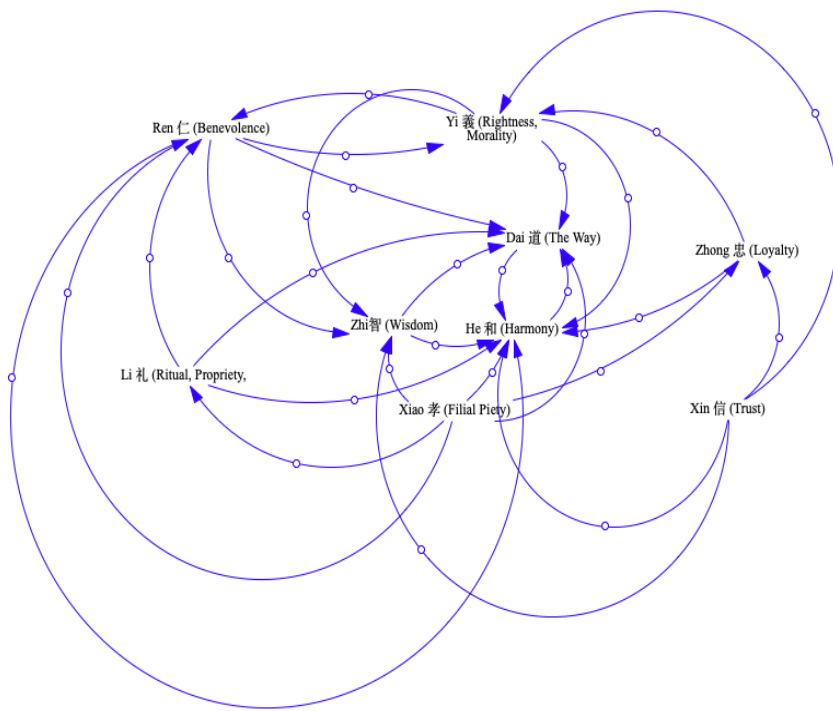 Ren 仁 (Benevolence)
Yi 義 (Rightness,
Morality)
Dai 道 (The Way)
Zhong 忠 (Loyalty)
Zhi智 (Wisdom)
He 和 (Harmony)
Li 礼 (Ritual, Propriety,
Xiao 孝 (Filial Piety)
Xin 信 (Trust)